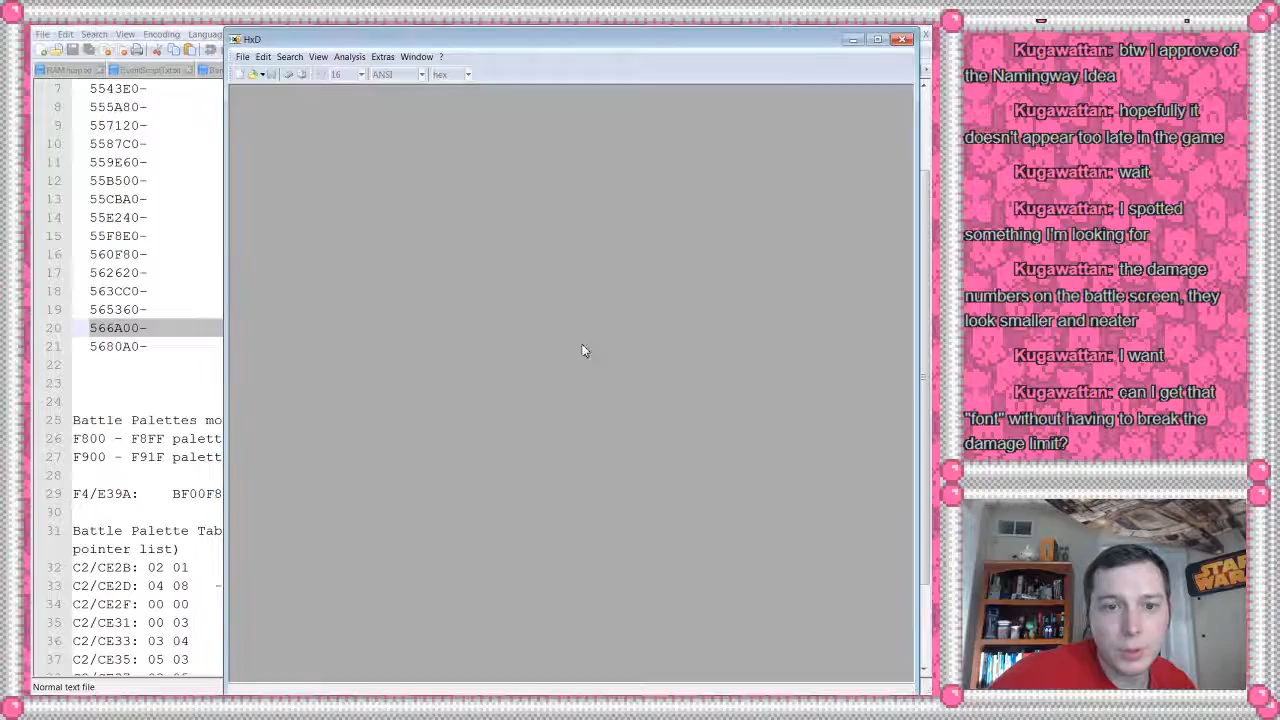 File Edit Search View Encoding
HxD
File Edit Search View Analysis Extras Window ?
16 ANSI hex
7 5543E0-
8 555A80-
9 557120-
10 5587C0-
11 559E60-
12 55B500-
13 55CBA0-
14 55E240-
15 55F8E0-
16 560F80-
17 562620-
18 563CC0-
19 565360-
20 566A00-
21 5680A0-
22
23
24
25 Battle Palettes mo
26 F800 - F8FF palett
27 F900 - F91F palett
28
29 F4/E39A: BF00F8
30
31 Battle Palette Tab
pointer list)
32 C2/CE2B: 02 01
33 C2/CE2D: 04 08 -
34 C2/CE2F: 00 00
35 C2/CE31: 00 03
36 C2/CE33: 03 04
37 C2/CE35: 05 03
Normal text file
Kugawattan: btw I approve of
the Namingway Idea
Kugawattan: hopefully it
doesn't appear too late in the game
Kugawattan: wait
Kugawattan: I spotted
something I'm looking for
Kugawattan: the damage
numbers on the battle screen, they
look smaller and neater
Kugawattan: I want
Kugawattan: can I get that
"font" without having to break the
damage limit?
STAR
WARS